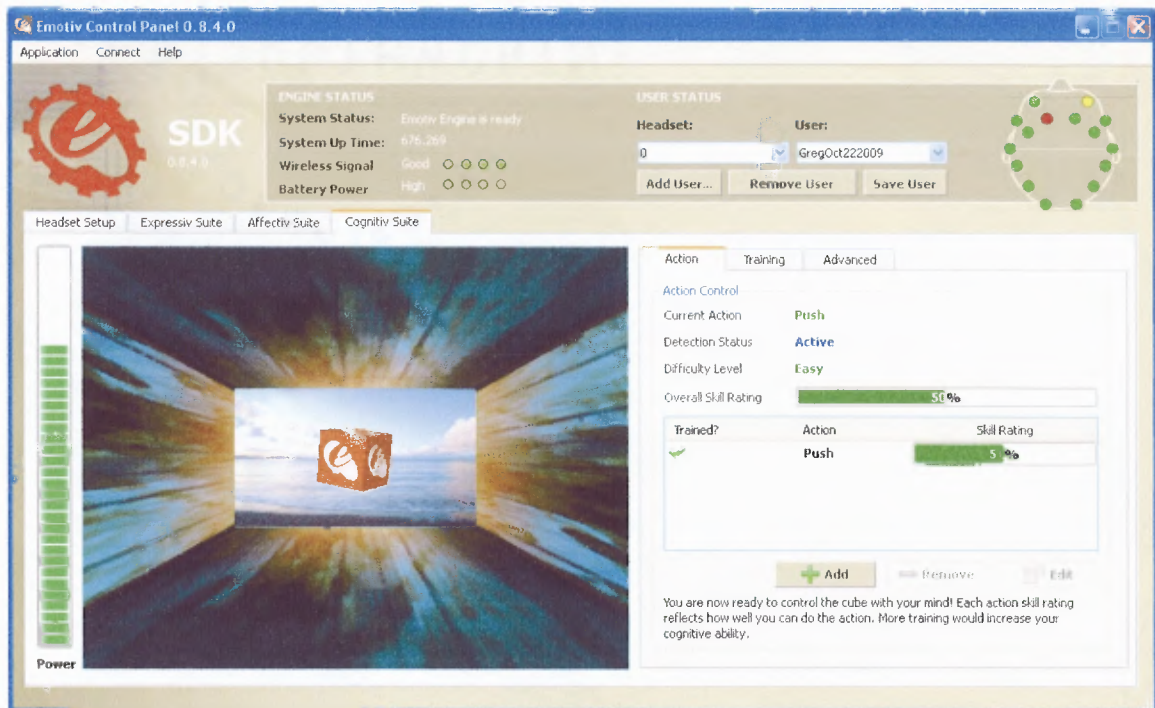 Emotiv Control Panel 0.8.4.0
Application Connect Help
SDK
0.8.4.0
ENGINE STATUS
System Status: Emotiv Engine is ready
System Up Time: 676.269
Wireless Signal Good
Battery Power High
USER STATUS
Headset: User:
0 GregOct222009
Add User... Remove User Save User
Headset Setup Expressiv Suite Affectiv Suite Cognitiv Suite
Power
Action Training Advanced
Action Control
Current Action Push
Detection Status Active
Difficulty Level Easy
Overall Skill Rating 50%
Trained? Action Skill Rating
Push 5 %
Add Remove Edit
You are now ready to control the cube with your mind! Each action skill rating
reflects how well you can do the action. More training would increase your
cognitive ability.